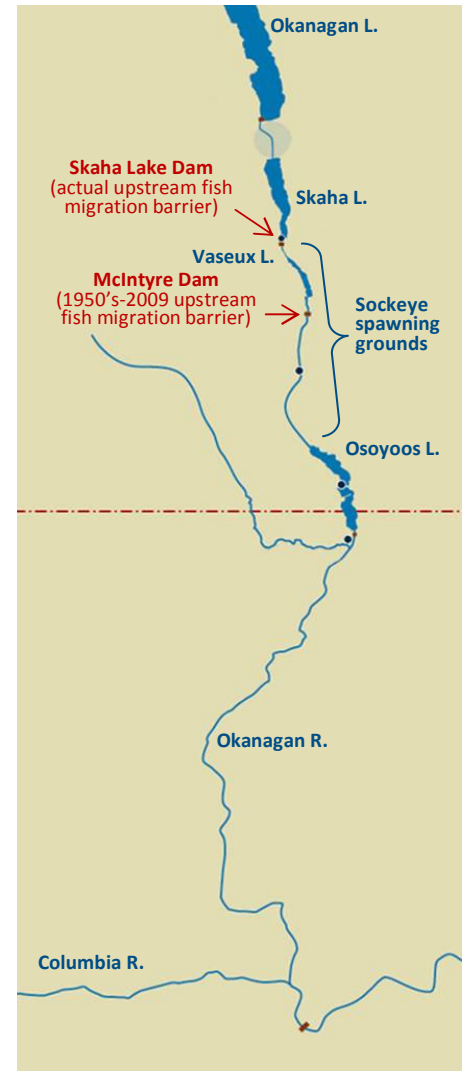 Okanagan L.
Skaha Lake Dam
(actual upstream fish
migration barrier)
Skaha L.
Vaseux L.
McIntyre Dam
(1950's-2009 upstream
fish migration barrier)
Sockeye
spawning
grounds
Osoyoos L.
Okanagan R.
Columbia R.